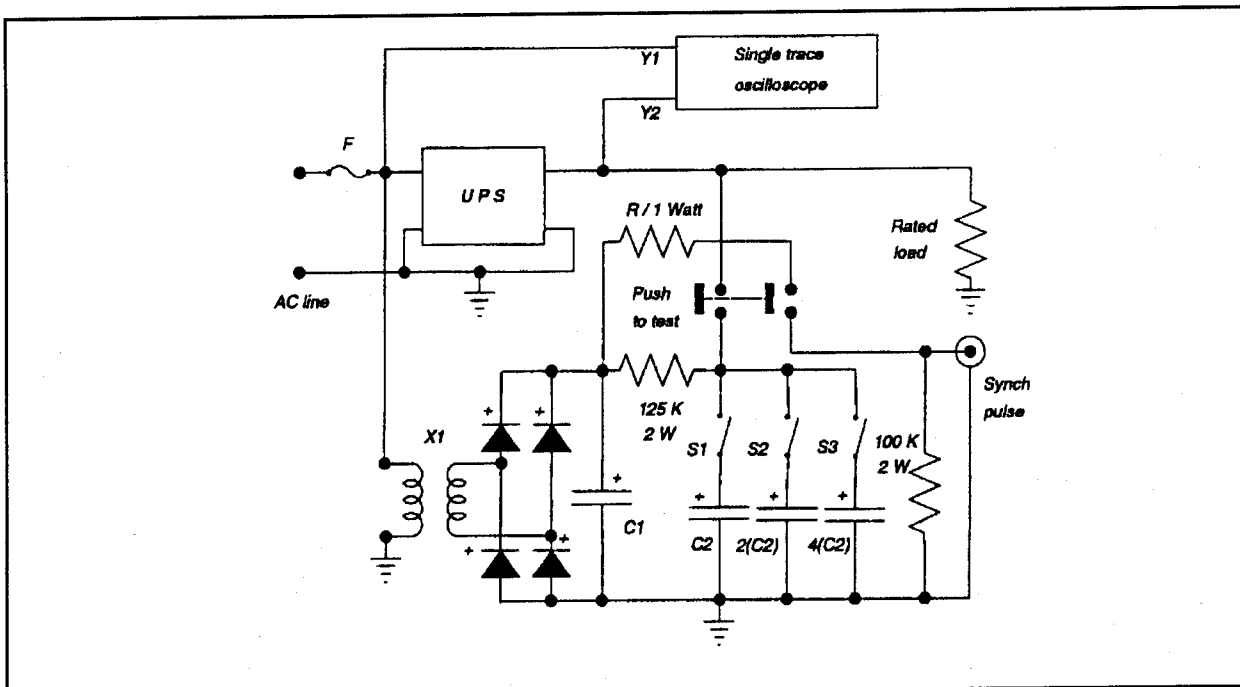 Y1
Single trace
oscilloscope
Y2
F
UPS
R / 1 Watt
Rated
load
AC line
Push
to test
Synch
pulse
125 K
2 W
X1
S1
S2
S3
100 K
2 W
+
+
+
+
+
+
+
+
C1
C2
2(C2)
4(C2)